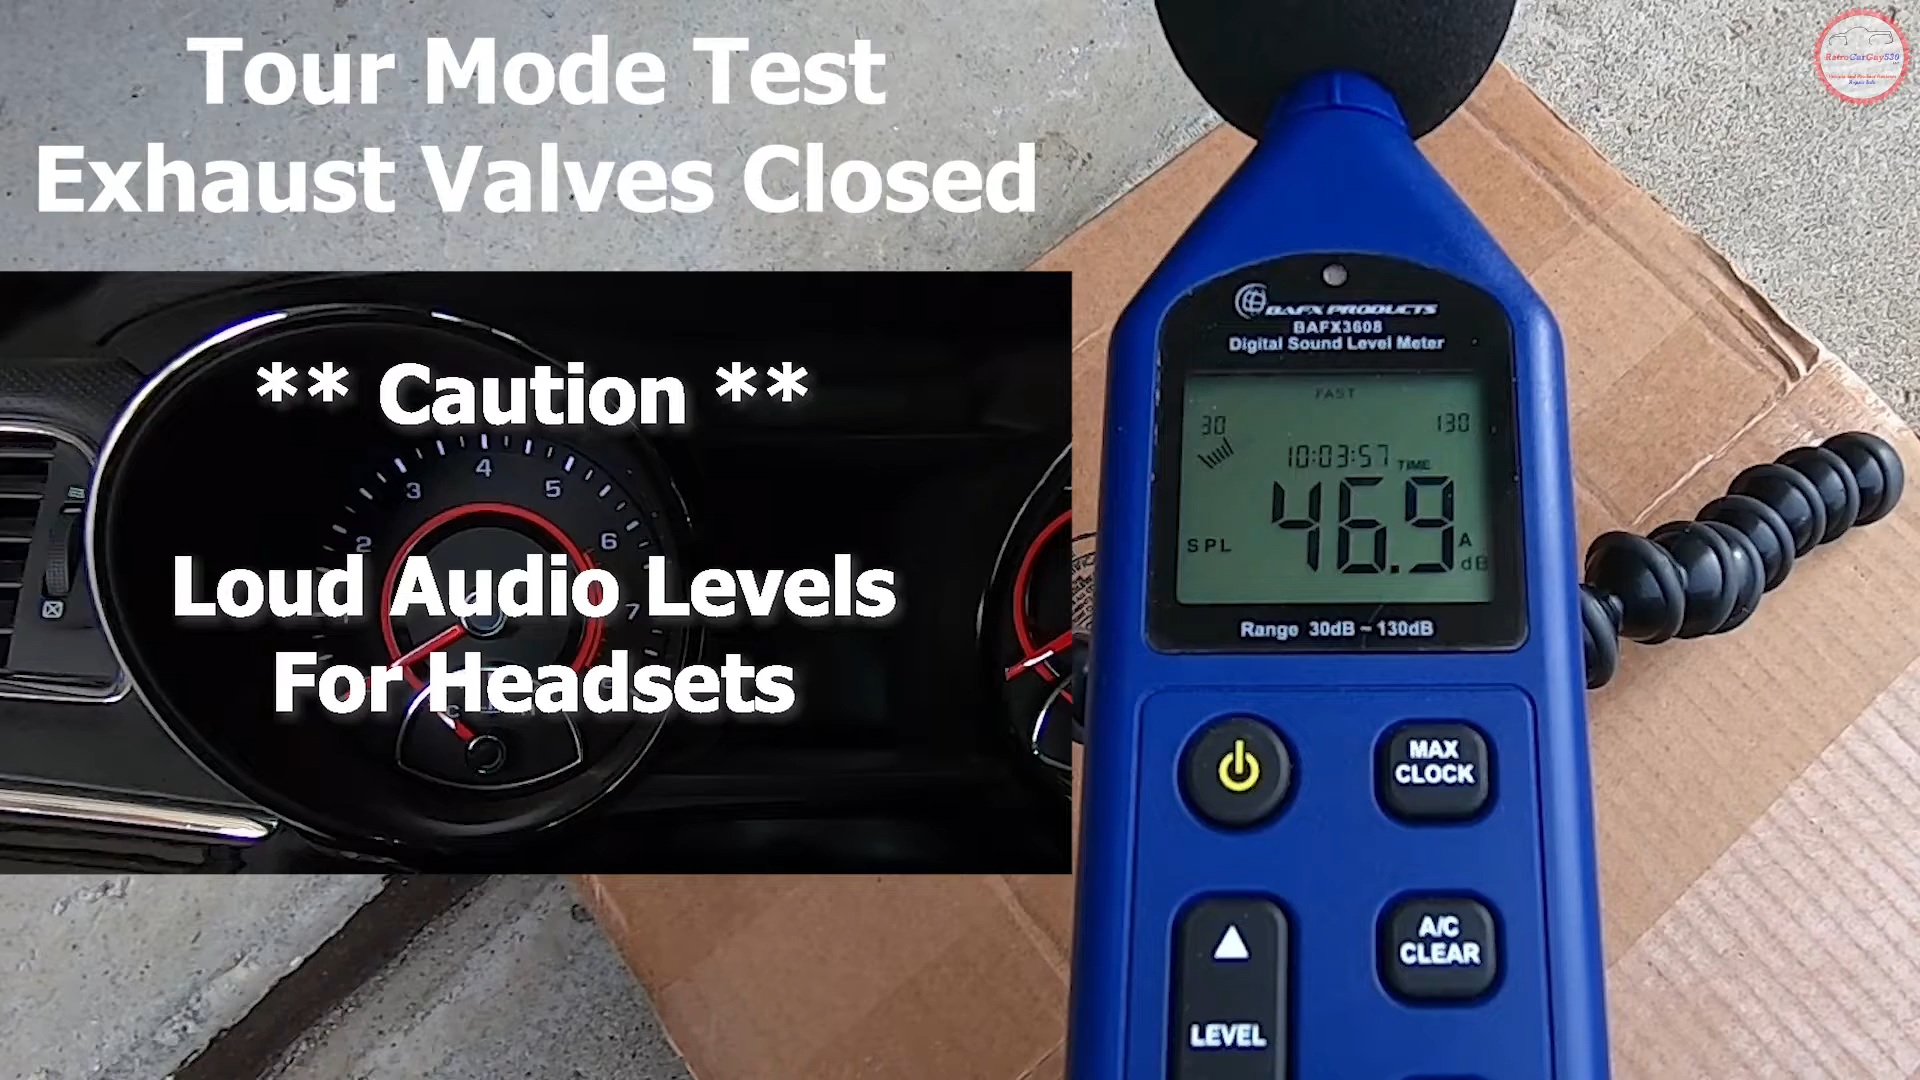 Tour Mode Test
Exhaust Valves Closed
** Caution **
Loud Audio Levels
For Headsets
2
3
4
5
6
7
C
RetroCarGuy530
BAFX PRODUCTS
BAFX3608
Digital Sound Level Meter
FAST
30
130
10:03:57 TIME
46.9
SPL
A
dB
Range 30dB ~ 130dB
MAX
CLOCK
A/C
CLEAR
LEVEL